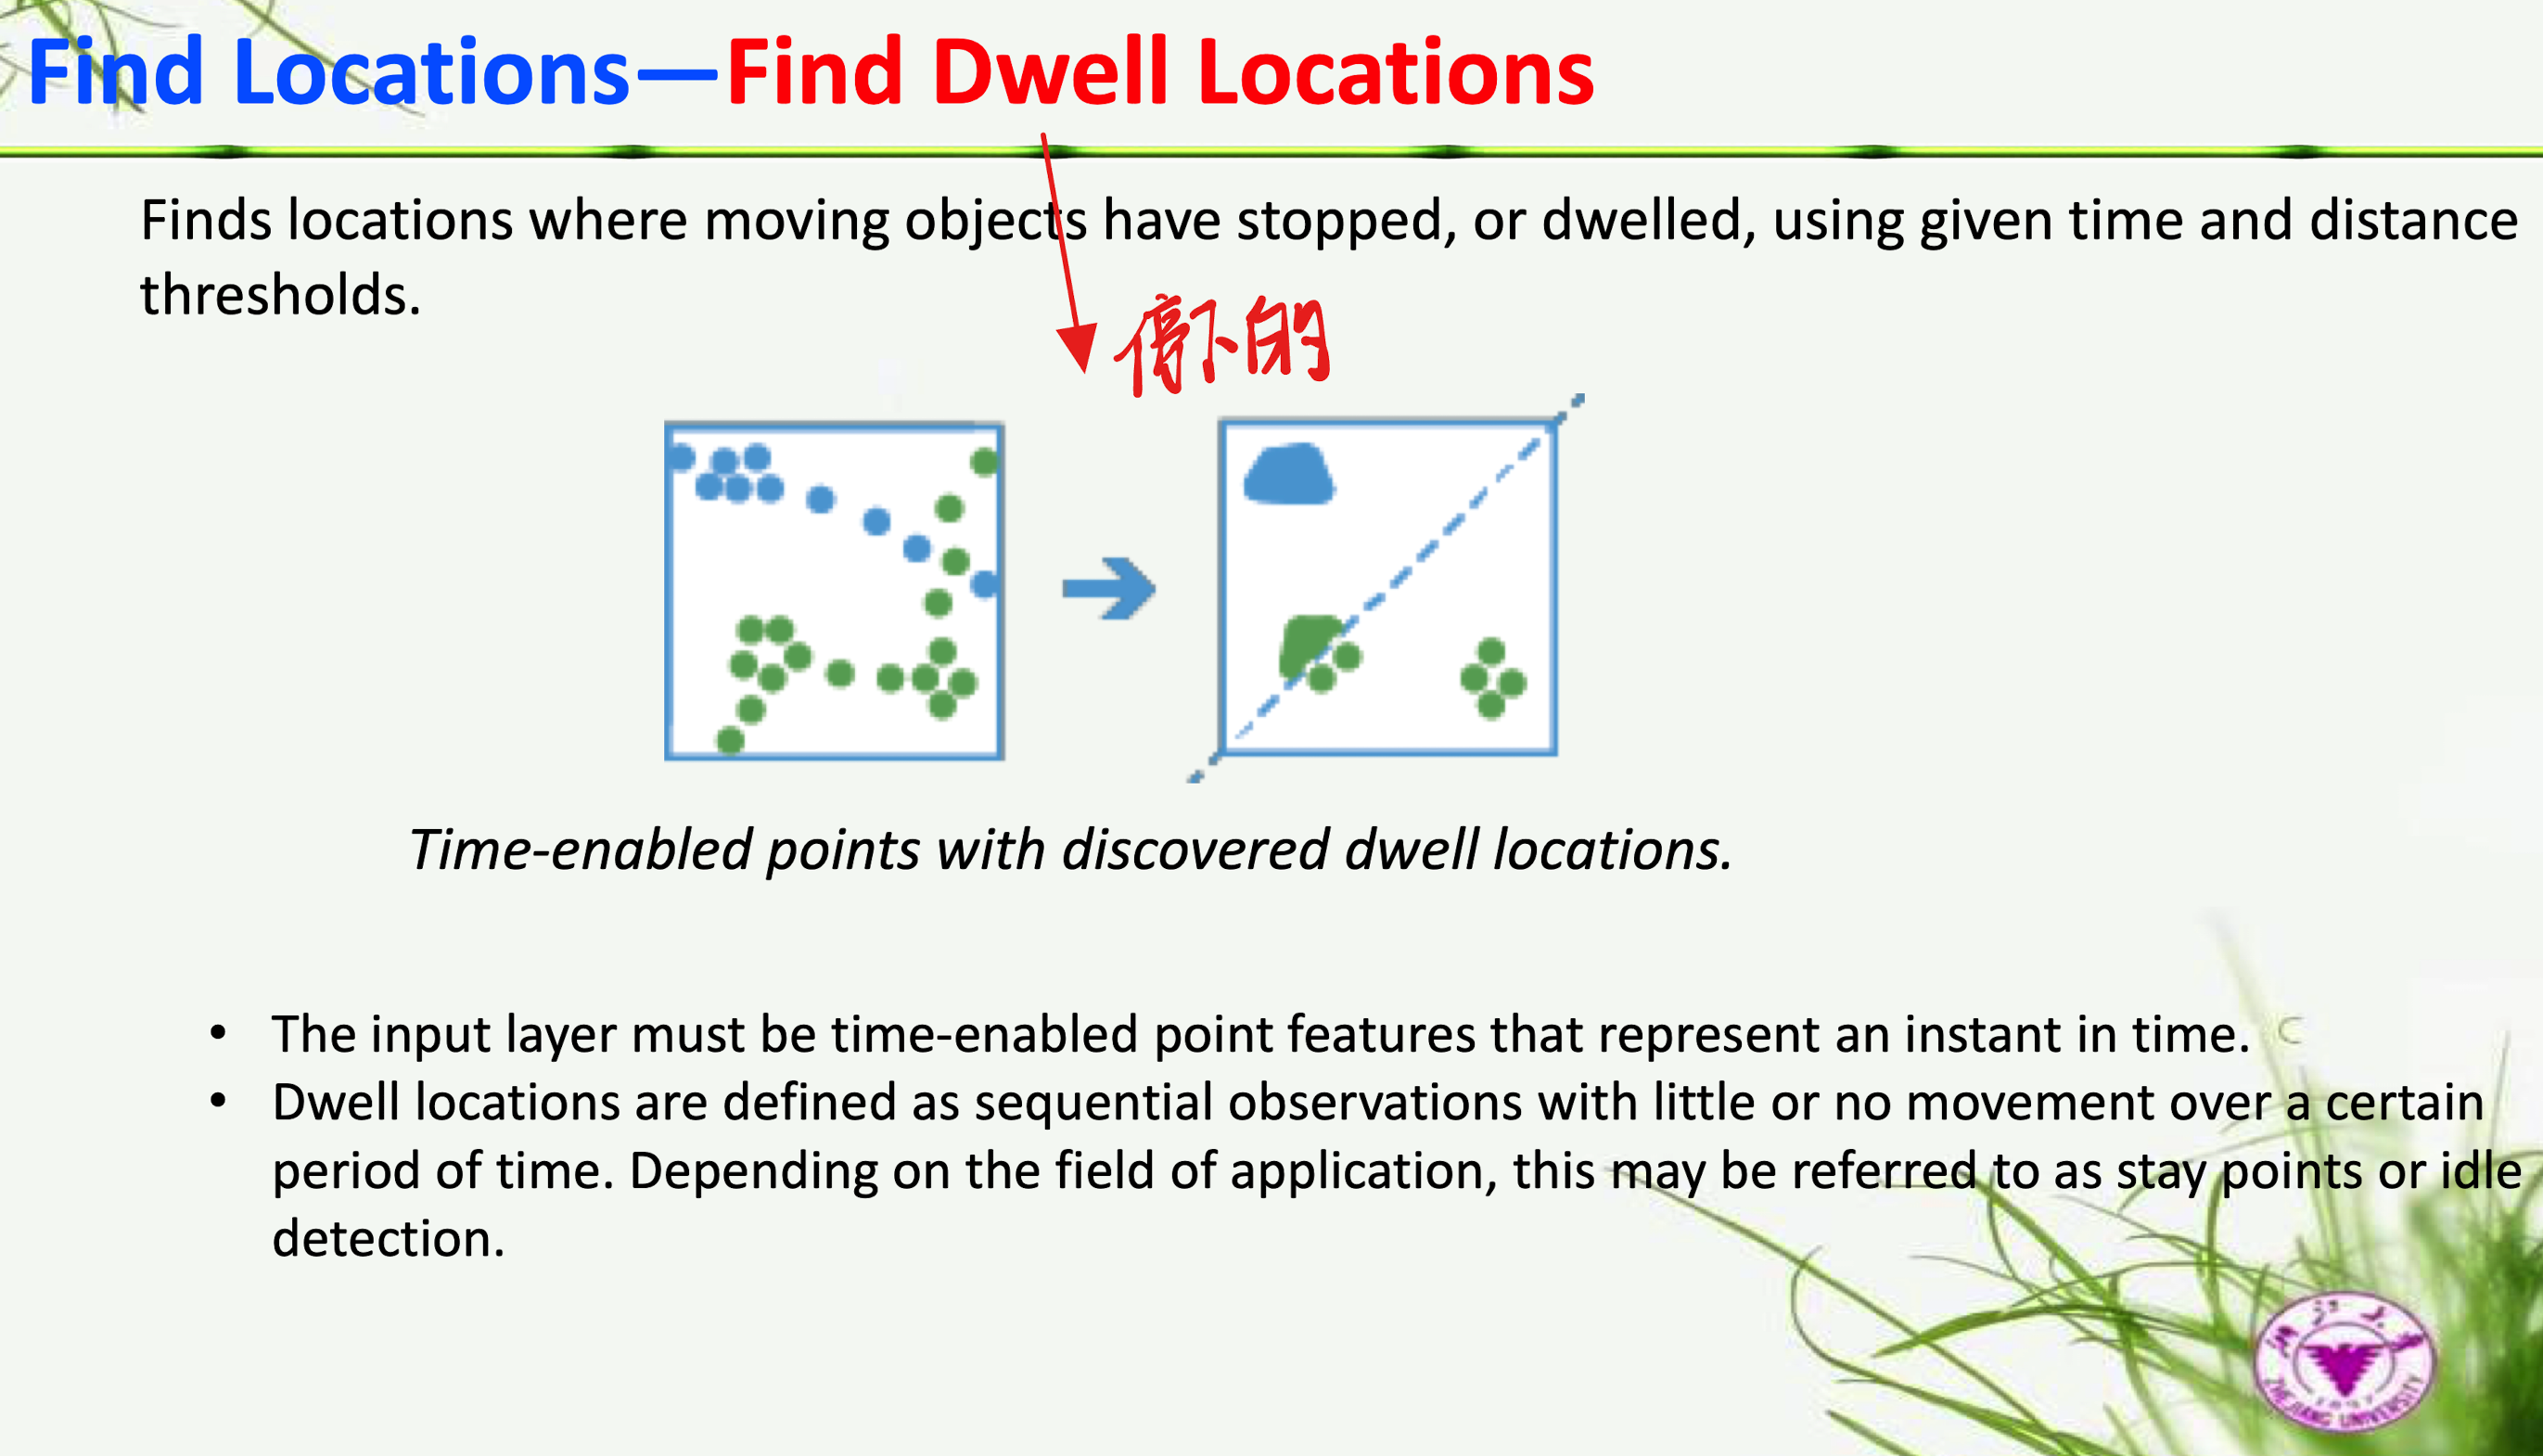 Find Locations—Find Dwell Locations
Finds locations where moving objects have stopped, or dwelled, using given time and distance
thresholds.
停下的
Time-enabled points with discovered dwell locations.
• The input layer must be time-enabled point features that represent an instant in time.
• Dwell locations are defined as sequential observations with little or no movement over a certain
period of time. Depending on the field of application, this may be referred to as stay points or idle
detection.
ZHEJIANG UNIVERSITY